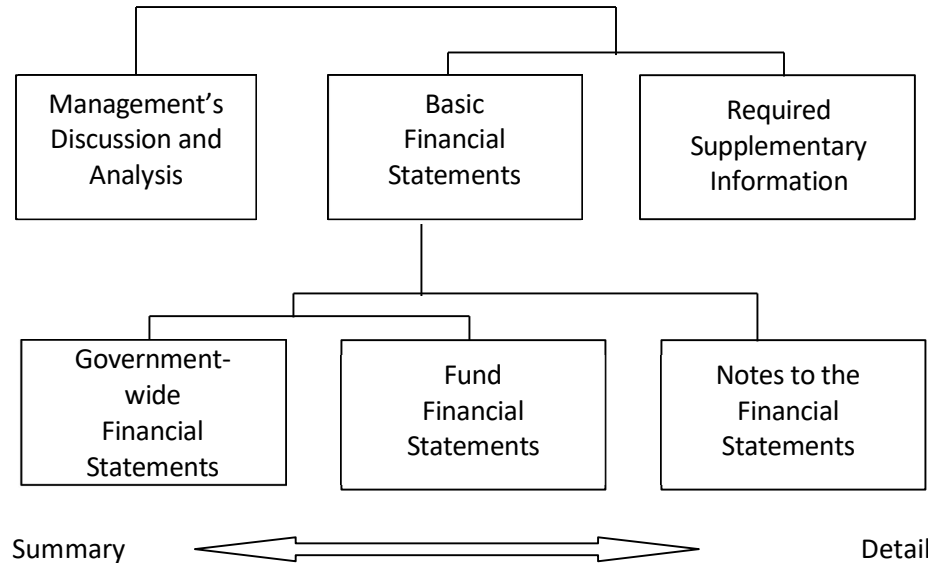 Management’s
Discussion and
Analysis
Basic
Financial
Statements
Required
Supplementary
Information
Government-
wide
Financial
Statements
Fund
Financial
Statements
Notes to the
Financial
Statements
Summary
Detail